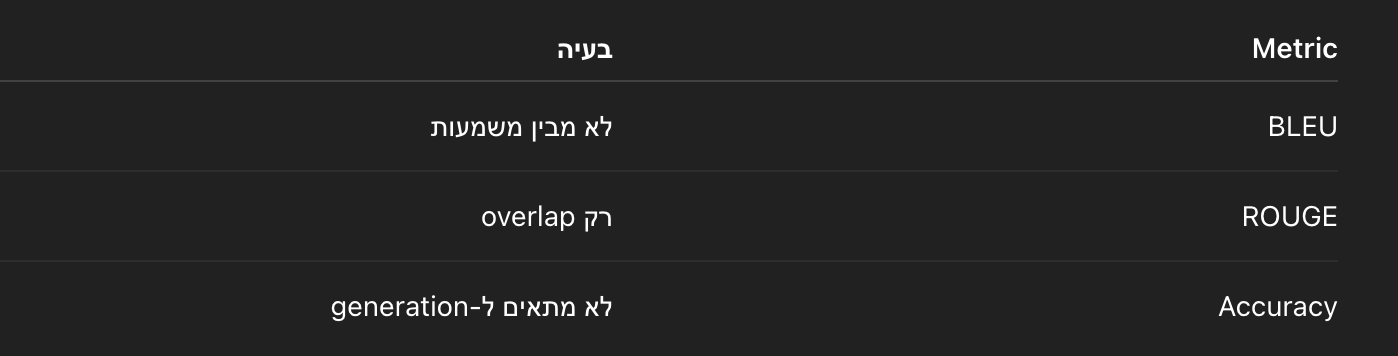 Metric בעיה
BLEU לא מבין משמעות
ROUGE רק overlap
Accuracy לא מתאים ל-generation